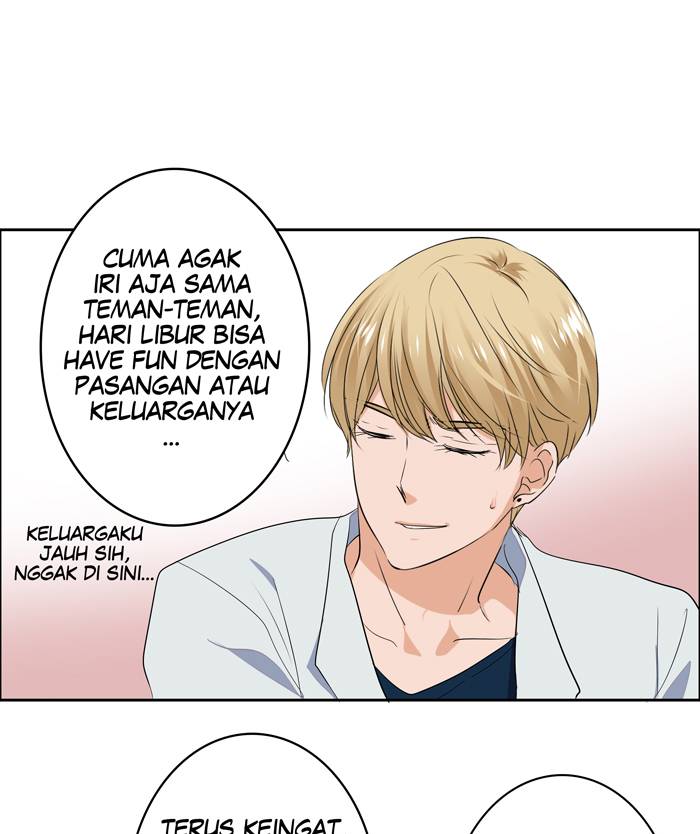 CUMA AGAK
IRI AJA SAMA
TEMAN-TEMAN,
HARI LIBUR BISA
HAVE FUN DENGAN
PASANGAN ATAU
KELUARGANYA
...
KELUARGAKU
JAUH SIH,
NGGAK DI SINI...
TERUS KEINGAT